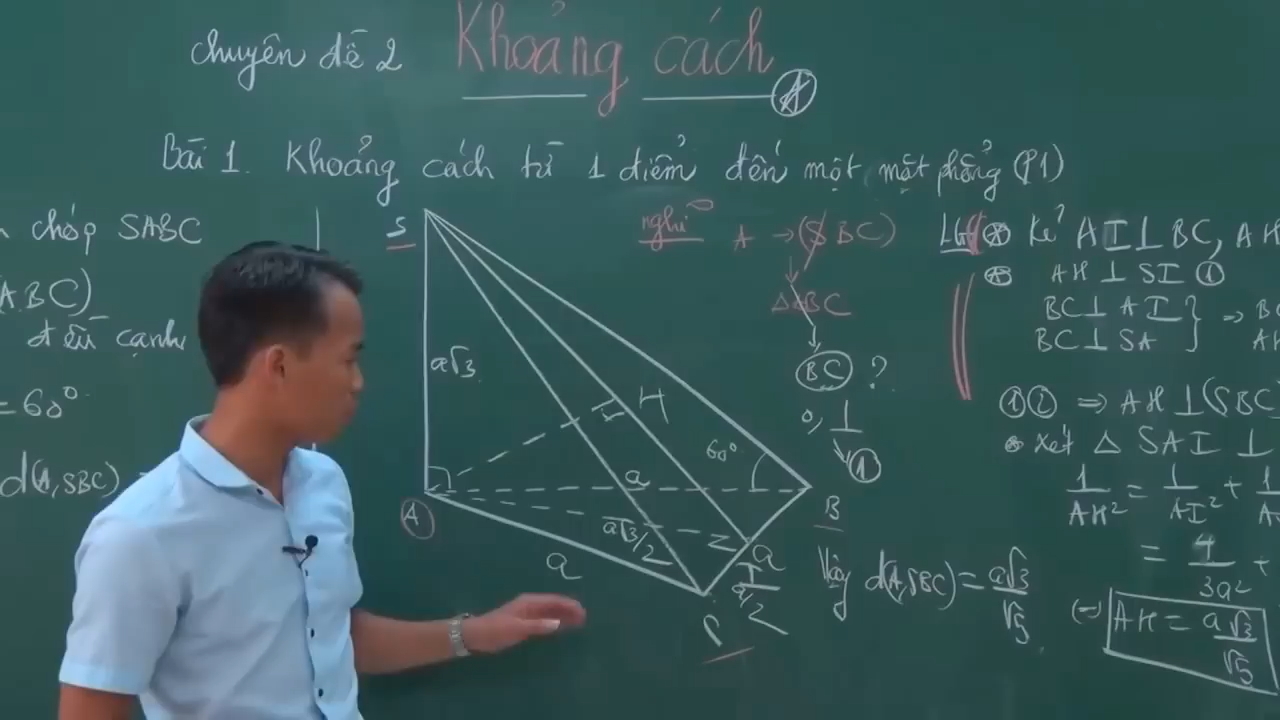 chuyên đề 2 Khoảng cách
Bài 1. Khoảng cách từ 1 điểm đến một mặt phẳng (P1)
chóp SABC
(ABC)
đều cạnh
=60°
d(A,SBC)
S
a√3
H
60°
a
A
B
a√3/2
I
a
a
a/2
C
nghĩ A → (SBC)
ΔABC
BC ?
0, ⊥
1
Vậy d(A,SBC) = a√3/√5
LG Kẻ AI⊥BC, AH
AH ⊥ SI ①
BC⊥AI
BC⊥SA } ⇒
①② ⇒ AH ⊥ (SBC
Xét Δ SAI ⊥
1/AH² = 1/AI² +
= 4/3a² +
AH = a√3/√5